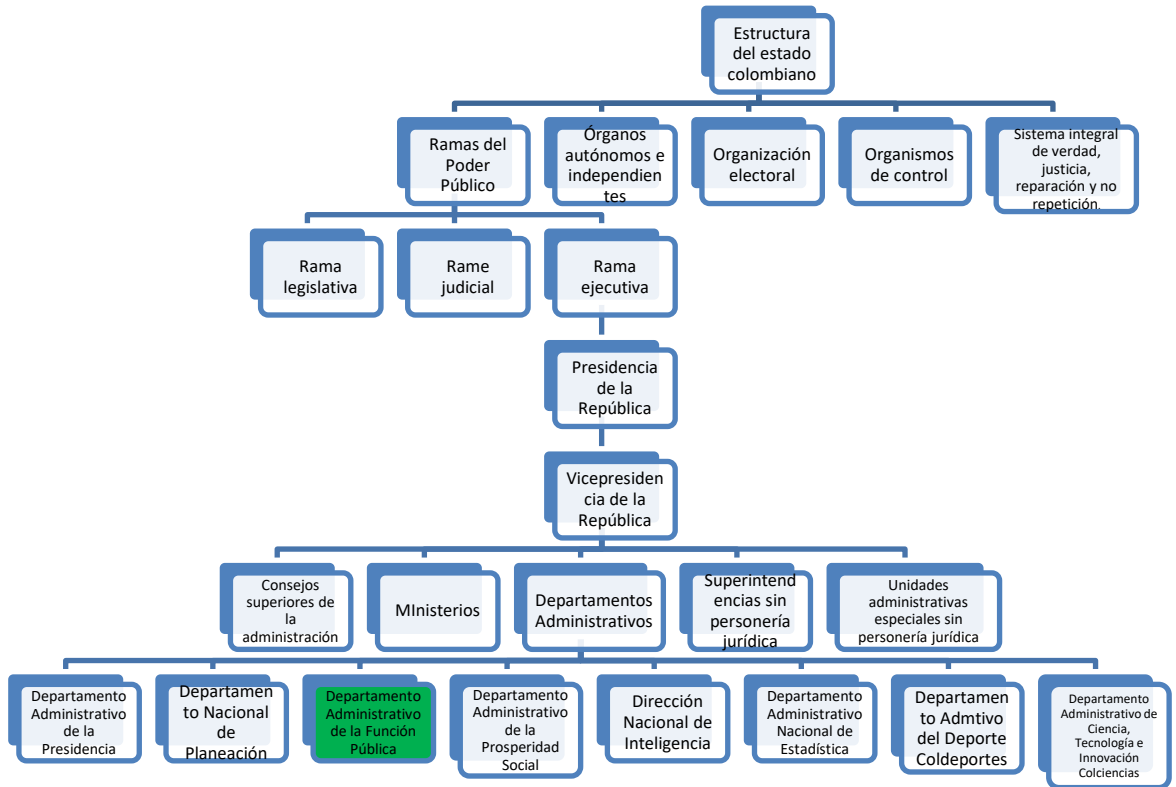 Estructura
del estado
colombiano
Ramas del
Poder
Público
Órganos
autónomos e
independien
tes
Organización
electoral
Organismos
de control
Sistema integral
de verdad,
justicia,
reparación y no
repetición.
Rama
legislativa
Rame
judicial
Rama
ejecutiva
Presidencia
de la
República
Vicepresiden
cia de la
República
Consejos
superiores de
la
administración
MInisterios
Departamentos
Administrativos
Superintend
encias sin
personería
jurídica
Unidades
administrativas
especiales sin
personería jurídica
Departamento
Administrativo
de la
Presidencia
Departamen
to Nacional
de
Planeación
Departamento
Administrativo
de la Función
Pública
Departamento
Administrativo
de la
Prosperidad
Social
Dirección
Nacional de
Inteligencia
Departamento
Administrativo
Nacional de
Estadística
Departamen
to Admtivo
del Deporte
Coldeportes
Departamento
Administrativo de
Ciencia,
Tecnología e
Innovación
Colciencias